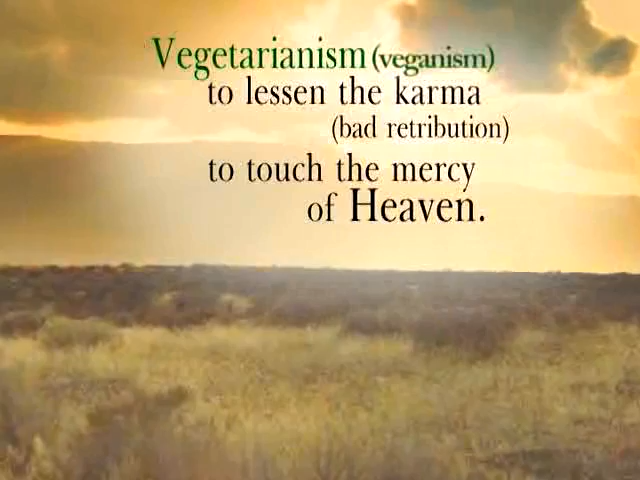 Vegetarianism (veganism)
to lessen the karma
(bad retribution)
to touch the mercy
of Heaven.